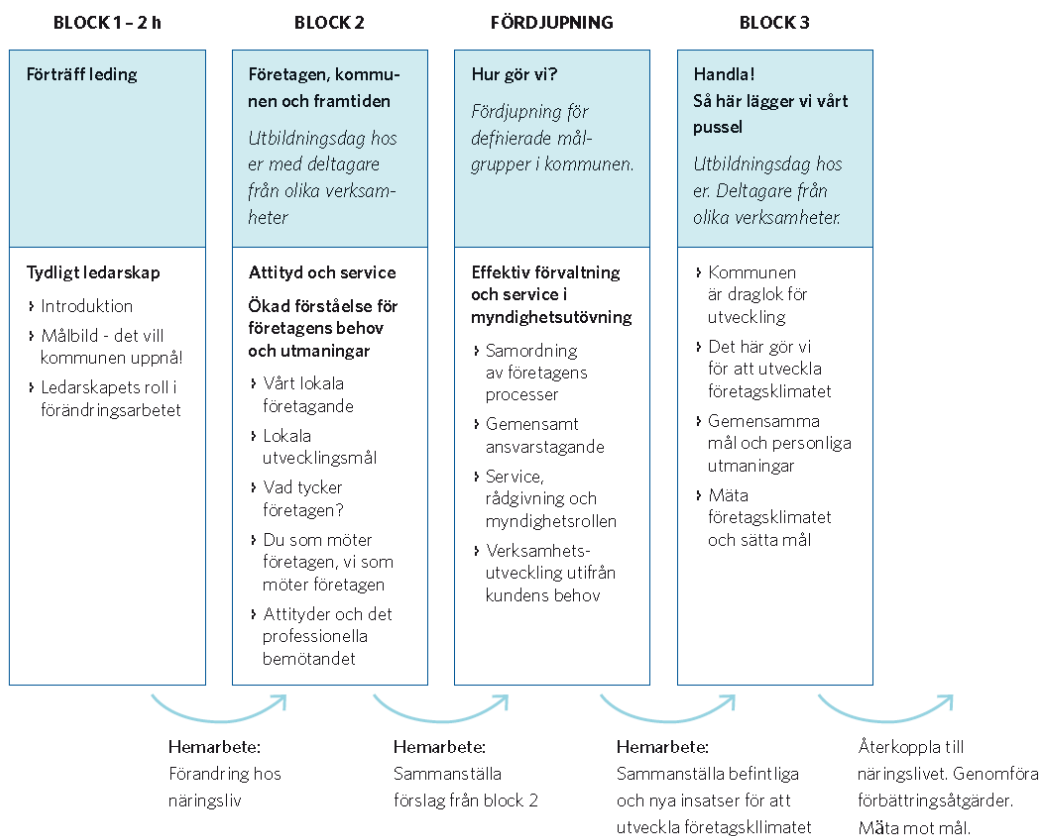 BLOCK 1 – 2 h
Förträff leding
Tydligt ledarskap
Introduktion
Målbild - det vill
kommunen uppnå!
Ledarskapets roll i
förändringsarbetet
BLOCK 2
Företagen, kommu-
nen och framtiden
Utbildningsdag hos
er med deltagare
från olika verksam-
heter
Attityd och service
Ökad förståelse för
företagens behov
och utmaningar
Vårt lokala
företagande
Lokala
utvecklingsmål
Vad tycker
företagen?
Du som möter
företagen, vi som
möter företagen
Attityder och det
professionella
bemötandet
FÖRDJUPNING
Hur gör vi?
Fördjupning för
defnierade mål-
grupper i kommunen.
Effektiv förvaltning
och service i
myndighetsutövning
Samordning
av företagens
processer
Gemensamt
ansvarstagande
Service,
rådgivning och
myndighetsrollen
Verksamhets-
utveckling utifrån
kundens behov
BLOCK 3
Handla!
Så här lägger vi vårt
pussel
Utbildningsdag hos
er. Deltagare från
olika verksamheter.
Kommunen
är draglok för
utveckling
Det här gör vi
för att utveckla
företagsklimatet
Gemensamma
mål och personliga
utmaningar
Mäta
företagsklimatet
och sätta mål
Hemarbete:
Förandring hos
näringsliv
Hemarbete:
Sammanställa
förslag från block 2
Hemarbete:
Sammanställa befintliga
och nya insatser för att
utveckla företagskllimatet
Återkoppla till
näringslivet. Genomföra
förbättringsåtgärder.
Mäta mot mål.